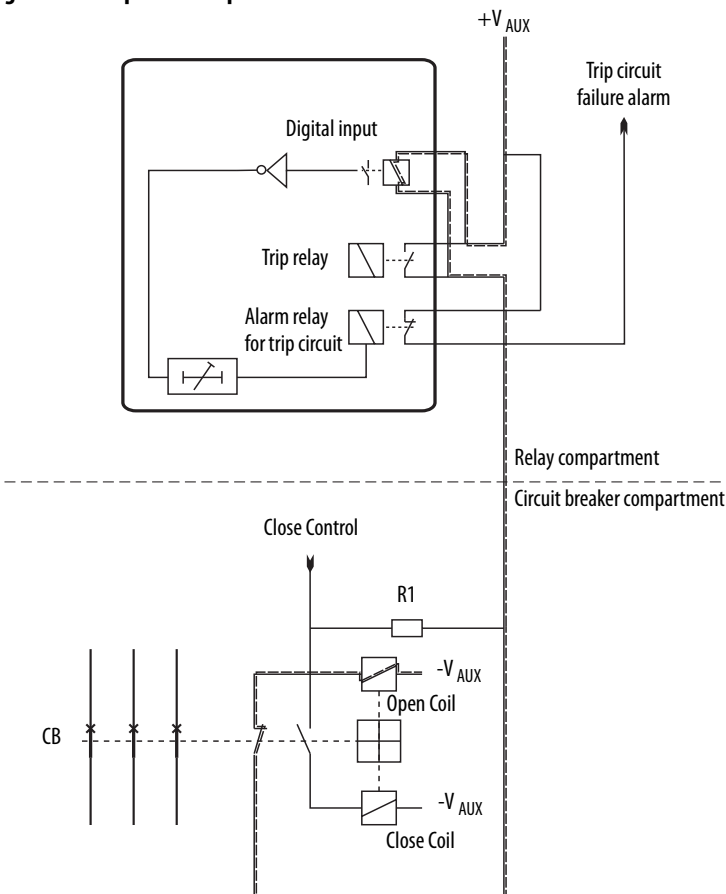 +V AUX
Trip circuit
failure alarm
Digital input
Trip relay
Alarm relay
for trip circuit
Relay compartment
Circuit breaker compartment
Close Control
R1
-V AUX
Open Coil
CB
-V AUX
Close Coil